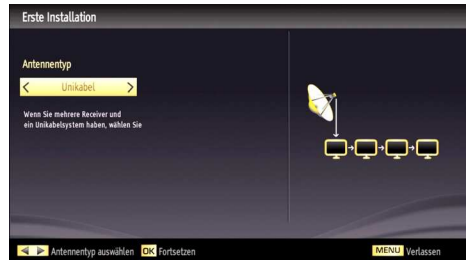 Erste Installation
Antennentyp
Unikabel
Wenn Sie mehrere Receiver und
ein Unikabelsystem haben, wählen Sie
Antennentyp auswählen OK Fortsetzen MENU Verlassen